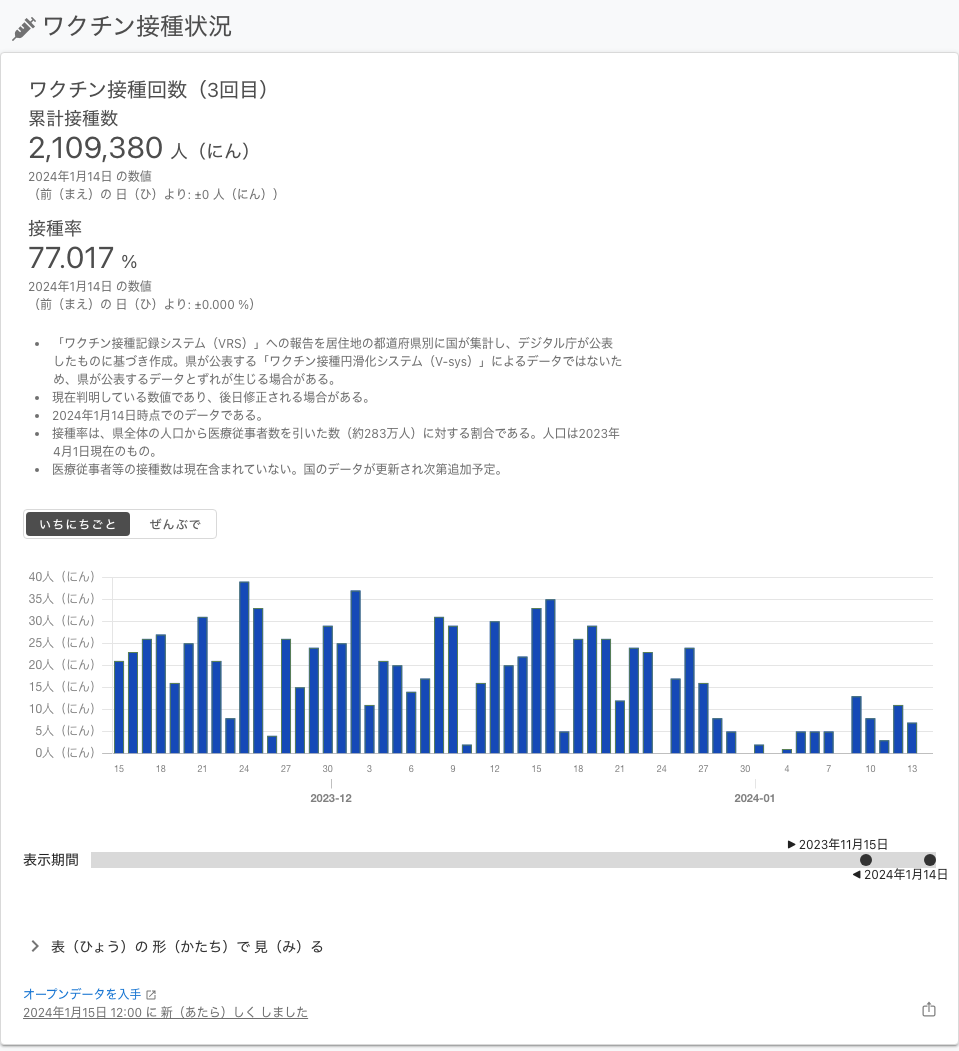 ワクチン接種状況
ワクチン接種回数（3回目）
累計接種数
2,109,380 人（にん）
2024年1月14日 の数値
（前（まえ）の 日（ひ）より: ±0 人（にん））
接種率
77.017 %
2024年1月14日 の数値
（前（まえ）の 日（ひ）より: ±0.000 %）
• 「ワクチン接種記録システム（VRS）」への報告を居住地の都道府県別に国が集計し、デジタル庁が公表
したものに基づき作成。県が公表する「ワクチン接種円滑化システム（V-sys）」によるデータではないた
め、県が公表するデータとずれが生じる場合がある。
• 現在判明している数値であり、後日修正される場合がある。
• 2024年1月14日時点でのデータである。
• 接種率は、県全体の人口から医療従事者数を引いた数（約283万人）に対する割合である。人口は2023年
4月1日現在のもの。
• 医療従事者等の接種数は現在含まれていない。国のデータが更新され次第追加予定。
いちにちごと ぜんぶで
40人（にん）
35人（にん）
30人（にん）
25人（にん）
20人（にん）
15人（にん）
10人（にん）
5人（にん）
0人（にん）
15 18 21 24 27 30 3 6 9 12 15 18 21 24 27 30 4 7 10 13
2023-12 2024-01
▶ 2023年11月15日
表示期間
◀ 2024年1月14日
表（ひょう）の 形（かたち）で 見（み）る
オープンデータを入手
2024年1月15日 12:00 に 新（あたら）しく しました